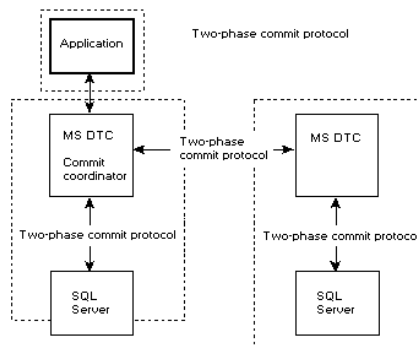 Application
Two-phase commit protocol
MS DTC
Commit
coordinator
Two-phase
commit protocol
MS DTC
Two-phase commit protocol
Two-phase commit protoco
SQL
Server
SQL
Server